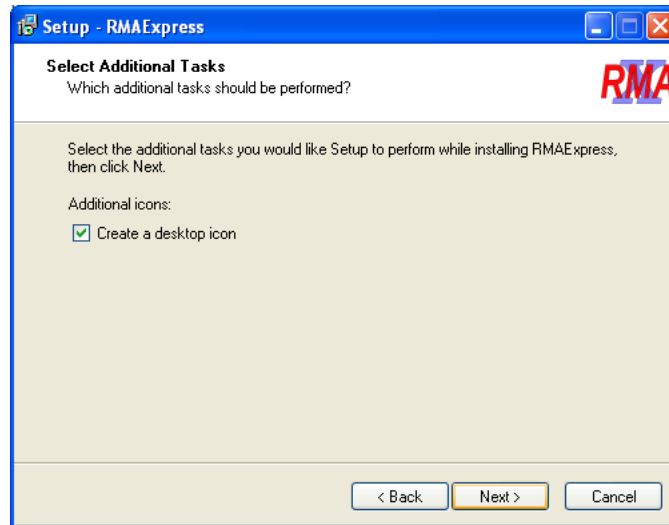 Setup - RMAExpress
Select Additional Tasks
Which additional tasks should be performed?
RMA
Select the additional tasks you would like Setup to perform while installing RMAExpress,
then click Next.
Additional icons:
Create a desktop icon
< Back
Next >
Cancel